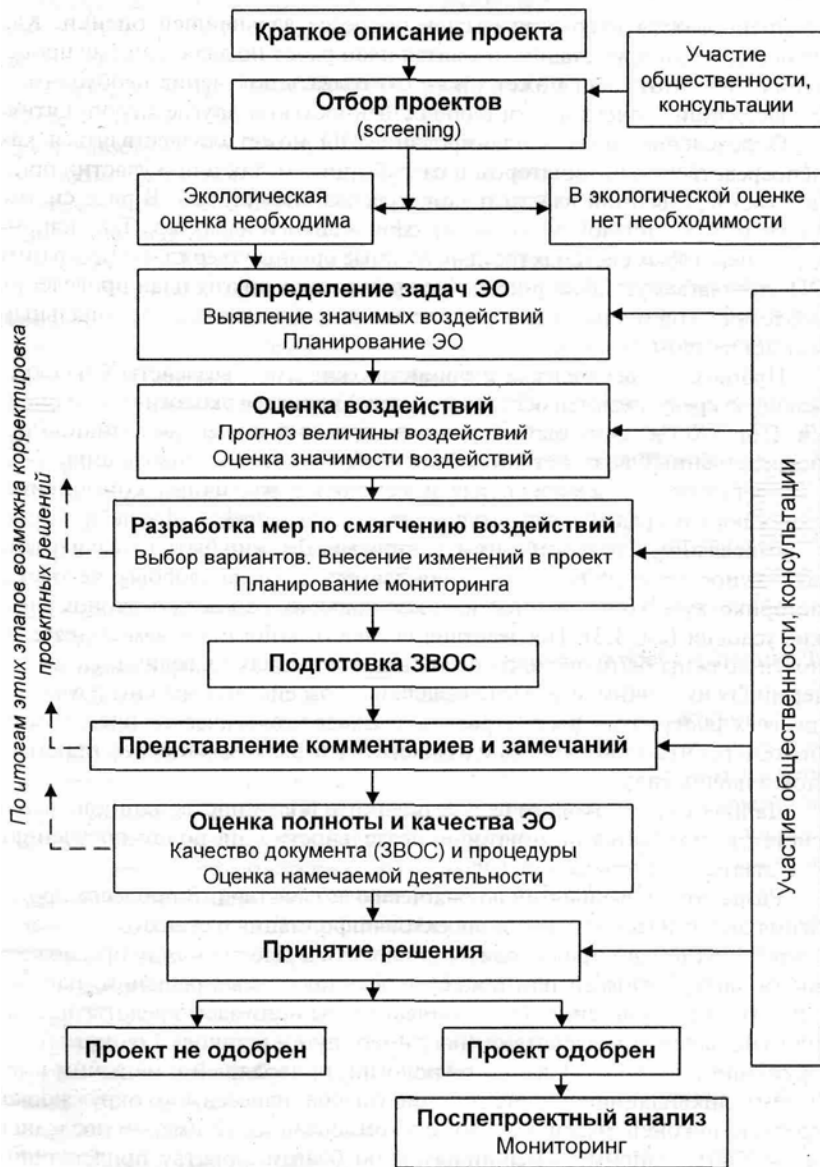 Краткое описание проекта
Участие
общественности,
консультации
Отбор проектов
(screening)
Экологическая
оценка необходима
В экологической оценке
нет необходимости
Определение задач ЭО
Выявление значимых воздействий
Планирование ЭО
Оценка воздействий
Прогноз величины воздействий
Оценка значимости воздействий
Разработка мер по смягчению воздействий
Выбор вариантов. Внесение изменений в проект
Планирование мониторинга
Подготовка ЗВОС
Представление комментариев и замечаний
Оценка полноты и качества ЭО
Качество документа (ЗВОС) и процедуры
Оценка намечаемой деятельности
Принятие решения
Проект не одобрен
Проект одобрен
Послепроектный анализ
Мониторинг
По итогам этих этапов возможна корректировка
проектных решений
Участие общественности, консультации